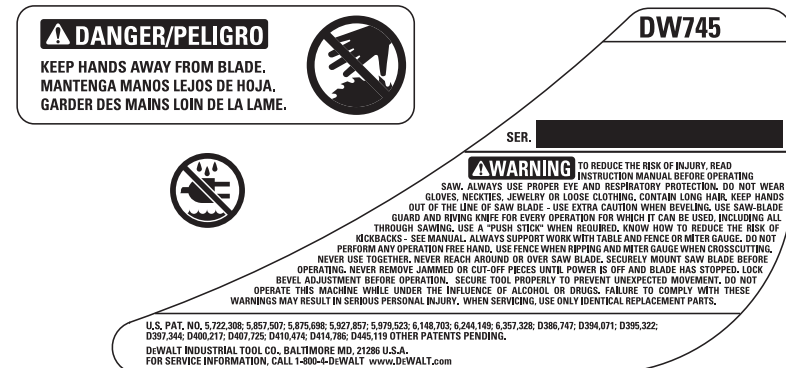 DANGER/PELIGRO
KEEP HANDS AWAY FROM BLADE.
MANTENGA MANOS LEJOS DE HOJA.
GARDER DES MAINS LOIN DE LA LAME.
DW745
SER.
WARNING TO REDUCE THE RISK OF INJURY, READ
INSTRUCTION MANUAL BEFORE OPERATING
SAW. ALWAYS USE PROPER EYE AND RESPIRATORY PROTECTION. DO NOT WEAR
GLOVES, NECKTIES, JEWELRY OR LOOSE CLOTHING. CONTAIN LONG HAIR. KEEP HANDS
OUT OF THE LINE OF SAW BLADE - USE EXTRA CAUTION WHEN BEVELING. USE SAW-BLADE
GUARD AND RIVING KNIFE FOR EVERY OPERATION FOR WHICH IT CAN BE USED, INCLUDING ALL
THROUGH SAWING. USE A "PUSH STICK" WHEN REQUIRED. KNOW HOW TO REDUCE THE RISK OF
KICKBACKS - SEE MANUAL. ALWAYS SUPPORT WORK WITH TABLE AND FENCE OR MITER GAUGE. DO NOT
PERFORM ANY OPERATION FREE HAND. USE FENCE WHEN RIPPING AND MITER GAUGE WHEN CROSSCUTTING.
NEVER USE TOGETHER. NEVER REACH AROUND OR OVER SAW BLADE. SECURELY MOUNT SAW BLADE BEFORE
OPERATING. NEVER REMOVE JAMMED OR CUT-OFF PIECES UNTIL POWER IS OFF AND BLADE HAS STOPPED. LOCK
BEVEL ADJUSTMENT BEFORE OPERATION. SECURE TOOL PROPERLY TO PREVENT UNEXPECTED MOVEMENT. DO NOT
OPERATE THIS MACHINE WHILE UNDER THE INFLUENCE OF ALCOHOL OR DRUGS. FAILURE TO COMPLY WITH THESE
WARNINGS MAY RESULT IN SERIOUS PERSONAL INJURY. WHEN SERVICING, USE ONLY IDENTICAL REPLACEMENT PARTS.
U.S. PAT. NO. 5,722,308; 5,857,507; 5,875,698; 5,927,857; 5,979,523; 6,148,703; 6,244,149; 6,357,328; D386,747; D394,071; D395,322;
D397,344; D400,217; D407,725; D410,474; D414,786; D445,119 OTHER PATENTS PENDING.
DEWALT INDUSTRIAL TOOL CO., BALTIMORE MD, 21286 U.S.A.
FOR SERVICE INFORMATION, CALL 1-800-4-DEWALT www.DEWALT.com